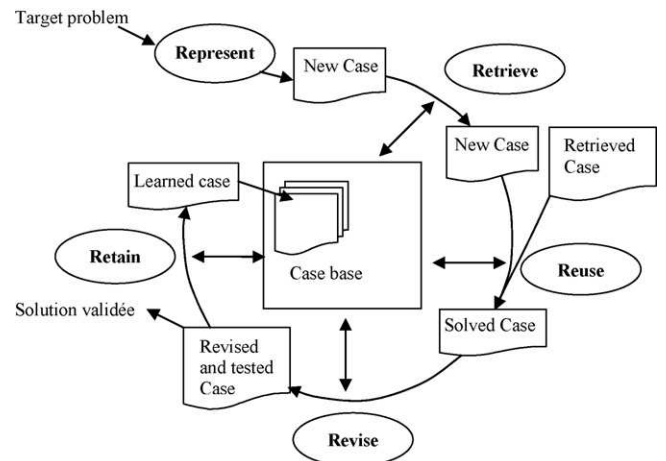 Target problem
Represent
New Case
Retrieve
New Case
Retrieved
Case
Learned case
Case base
Retain
Reuse
Solution validée
Solved Case
Revised
and tested
Case
Revise